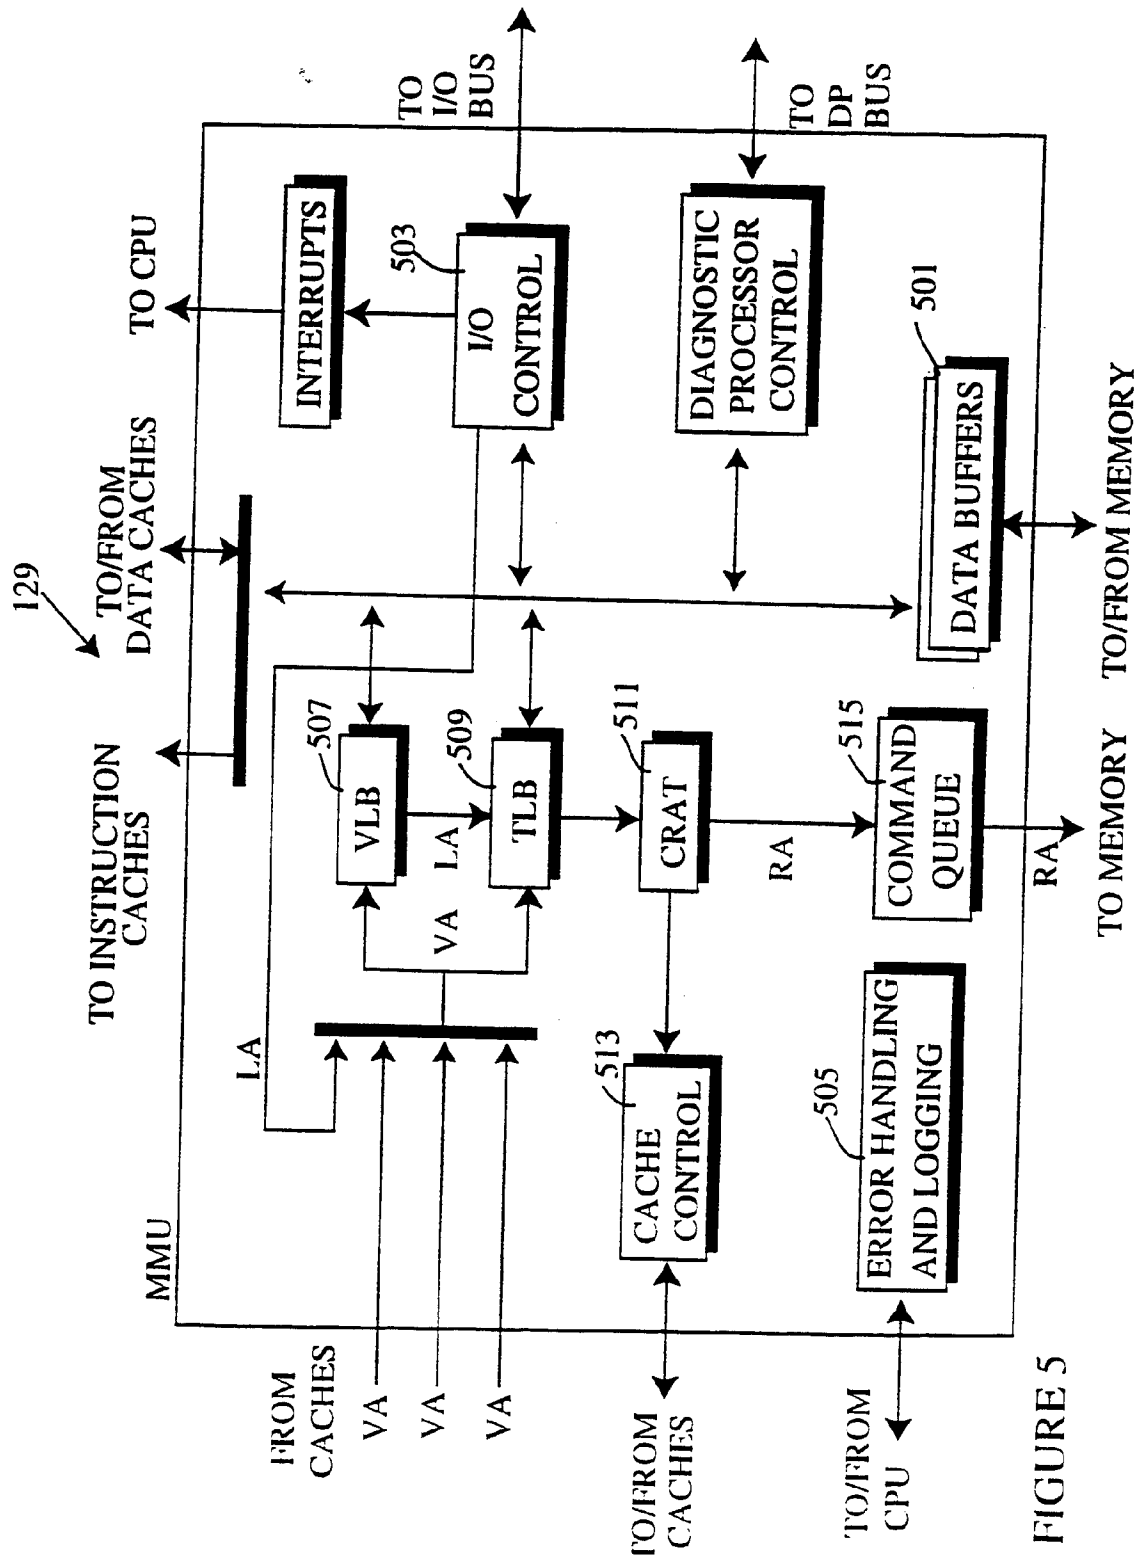 129
TO INSTRUCTION
CACHES
TO/FROM
DATA CACHES
TO CPU
MMU
LA
FROM
CACHES
VA
VA
VA
VA
507
VLB
LA
509
TLB
511
CRAT
RA
513
CACHE
CONTROL
TO/FROM
CACHES
INTERRUPTS
503
I/O
CONTROL
TO
I/O
BUS
DIAGNOSTIC
PROCESSOR
CONTROL
TO
DP
BUS
505
ERROR HANDLING
AND LOGGING
TO/FROM
CPU
515
COMMAND
QUEUE
RA
TO MEMORY
501
DATA BUFFERS
TO/FROM MEMORY
FIGURE 5